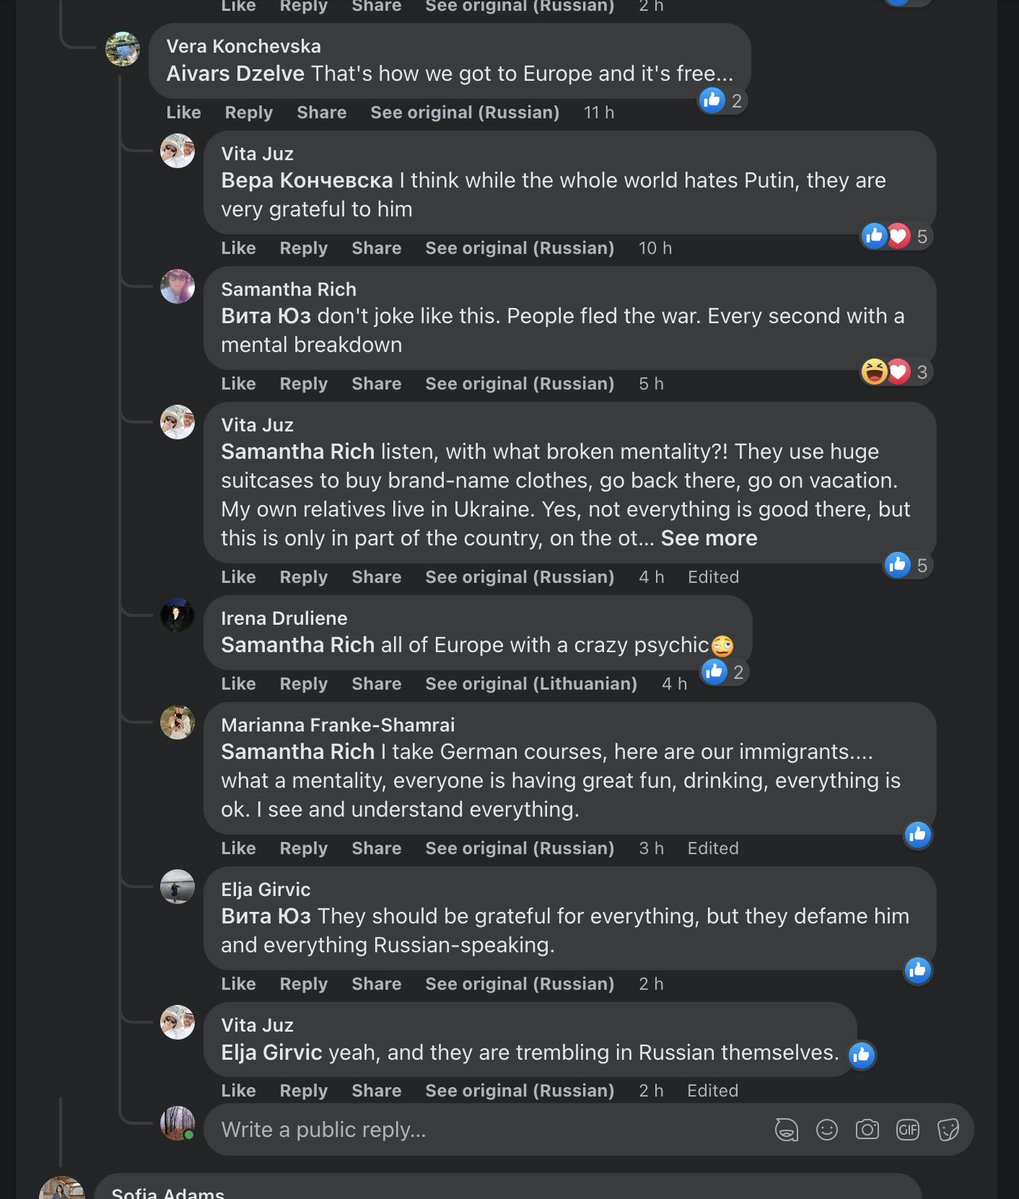 Like Reply Share See original (Russian) 2 h
Vera Konchevska
Aivars Dzelve That's how we got to Europe and it's free...
2
Like Reply Share See original (Russian) 11 h
Vita Juz
Вера Кончевска I think while the whole world hates Putin, they are
very grateful to him
5
Like Reply Share See original (Russian) 10 h
Samantha Rich
Вита Юз don't joke like this. People fled the war. Every second with a
mental breakdown
3
Like Reply Share See original (Russian) 5 h
Vita Juz
Samantha Rich listen, with what broken mentality?! They use huge
suitcases to buy brand-name clothes, go back there, go on vacation.
My own relatives live in Ukraine. Yes, not everything is good there, but
this is only in part of the country, on the ot... See more
5
Like Reply Share See original (Russian) 4 h Edited
Irena Druliene
Samantha Rich all of Europe with a crazy psychic
2
Like Reply Share See original (Lithuanian) 4 h
Marianna Franke-Shamrai
Samantha Rich I take German courses, here are our immigrants....
what a mentality, everyone is having great fun, drinking, everything is
ok. I see and understand everything.
Like Reply Share See original (Russian) 3 h Edited
Elja Girvic
Вита Юз They should be grateful for everything, but they defame him
and everything Russian-speaking.
Like Reply Share See original (Russian) 2 h
Vita Juz
Elja Girvic yeah, and they are trembling in Russian themselves.
Like Reply Share See original (Russian) 2 h Edited
Write a public reply...
GIF
Sofia Adams